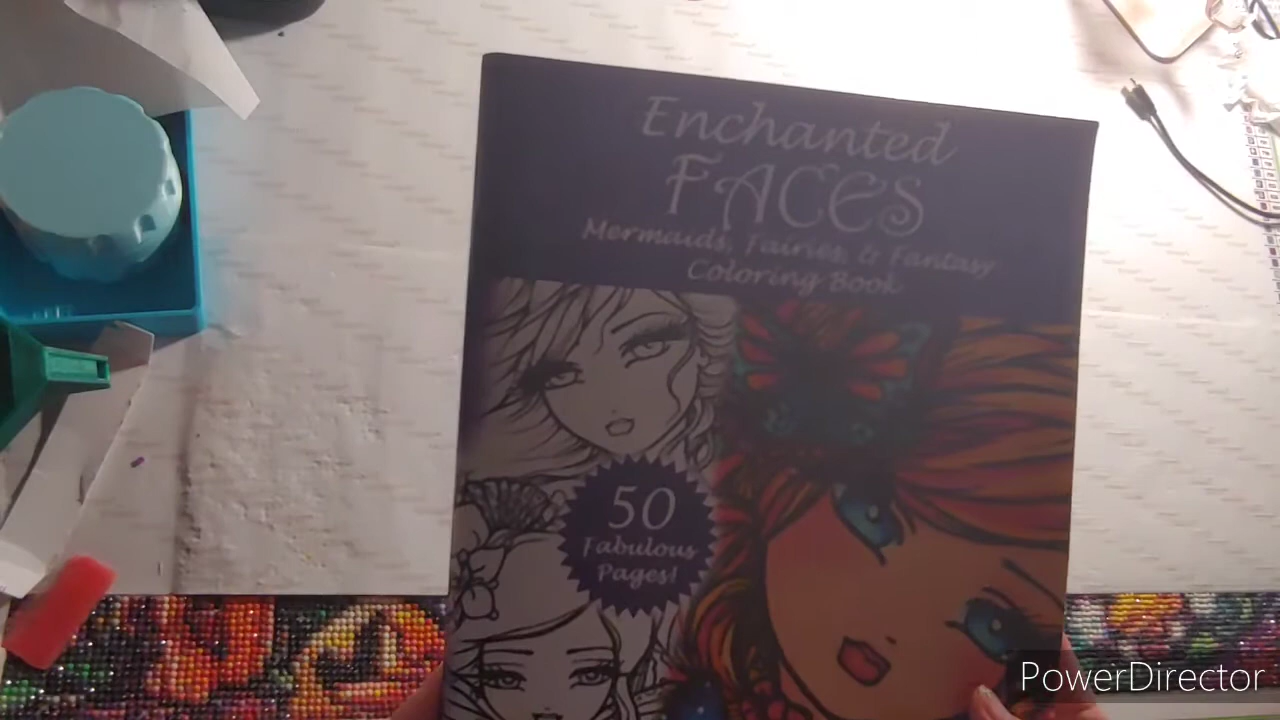 Enchanted
FACES
Mermaids, Fairies, & Fantasy
Coloring Book
50
Fabulous
Pages!
PowerDirector